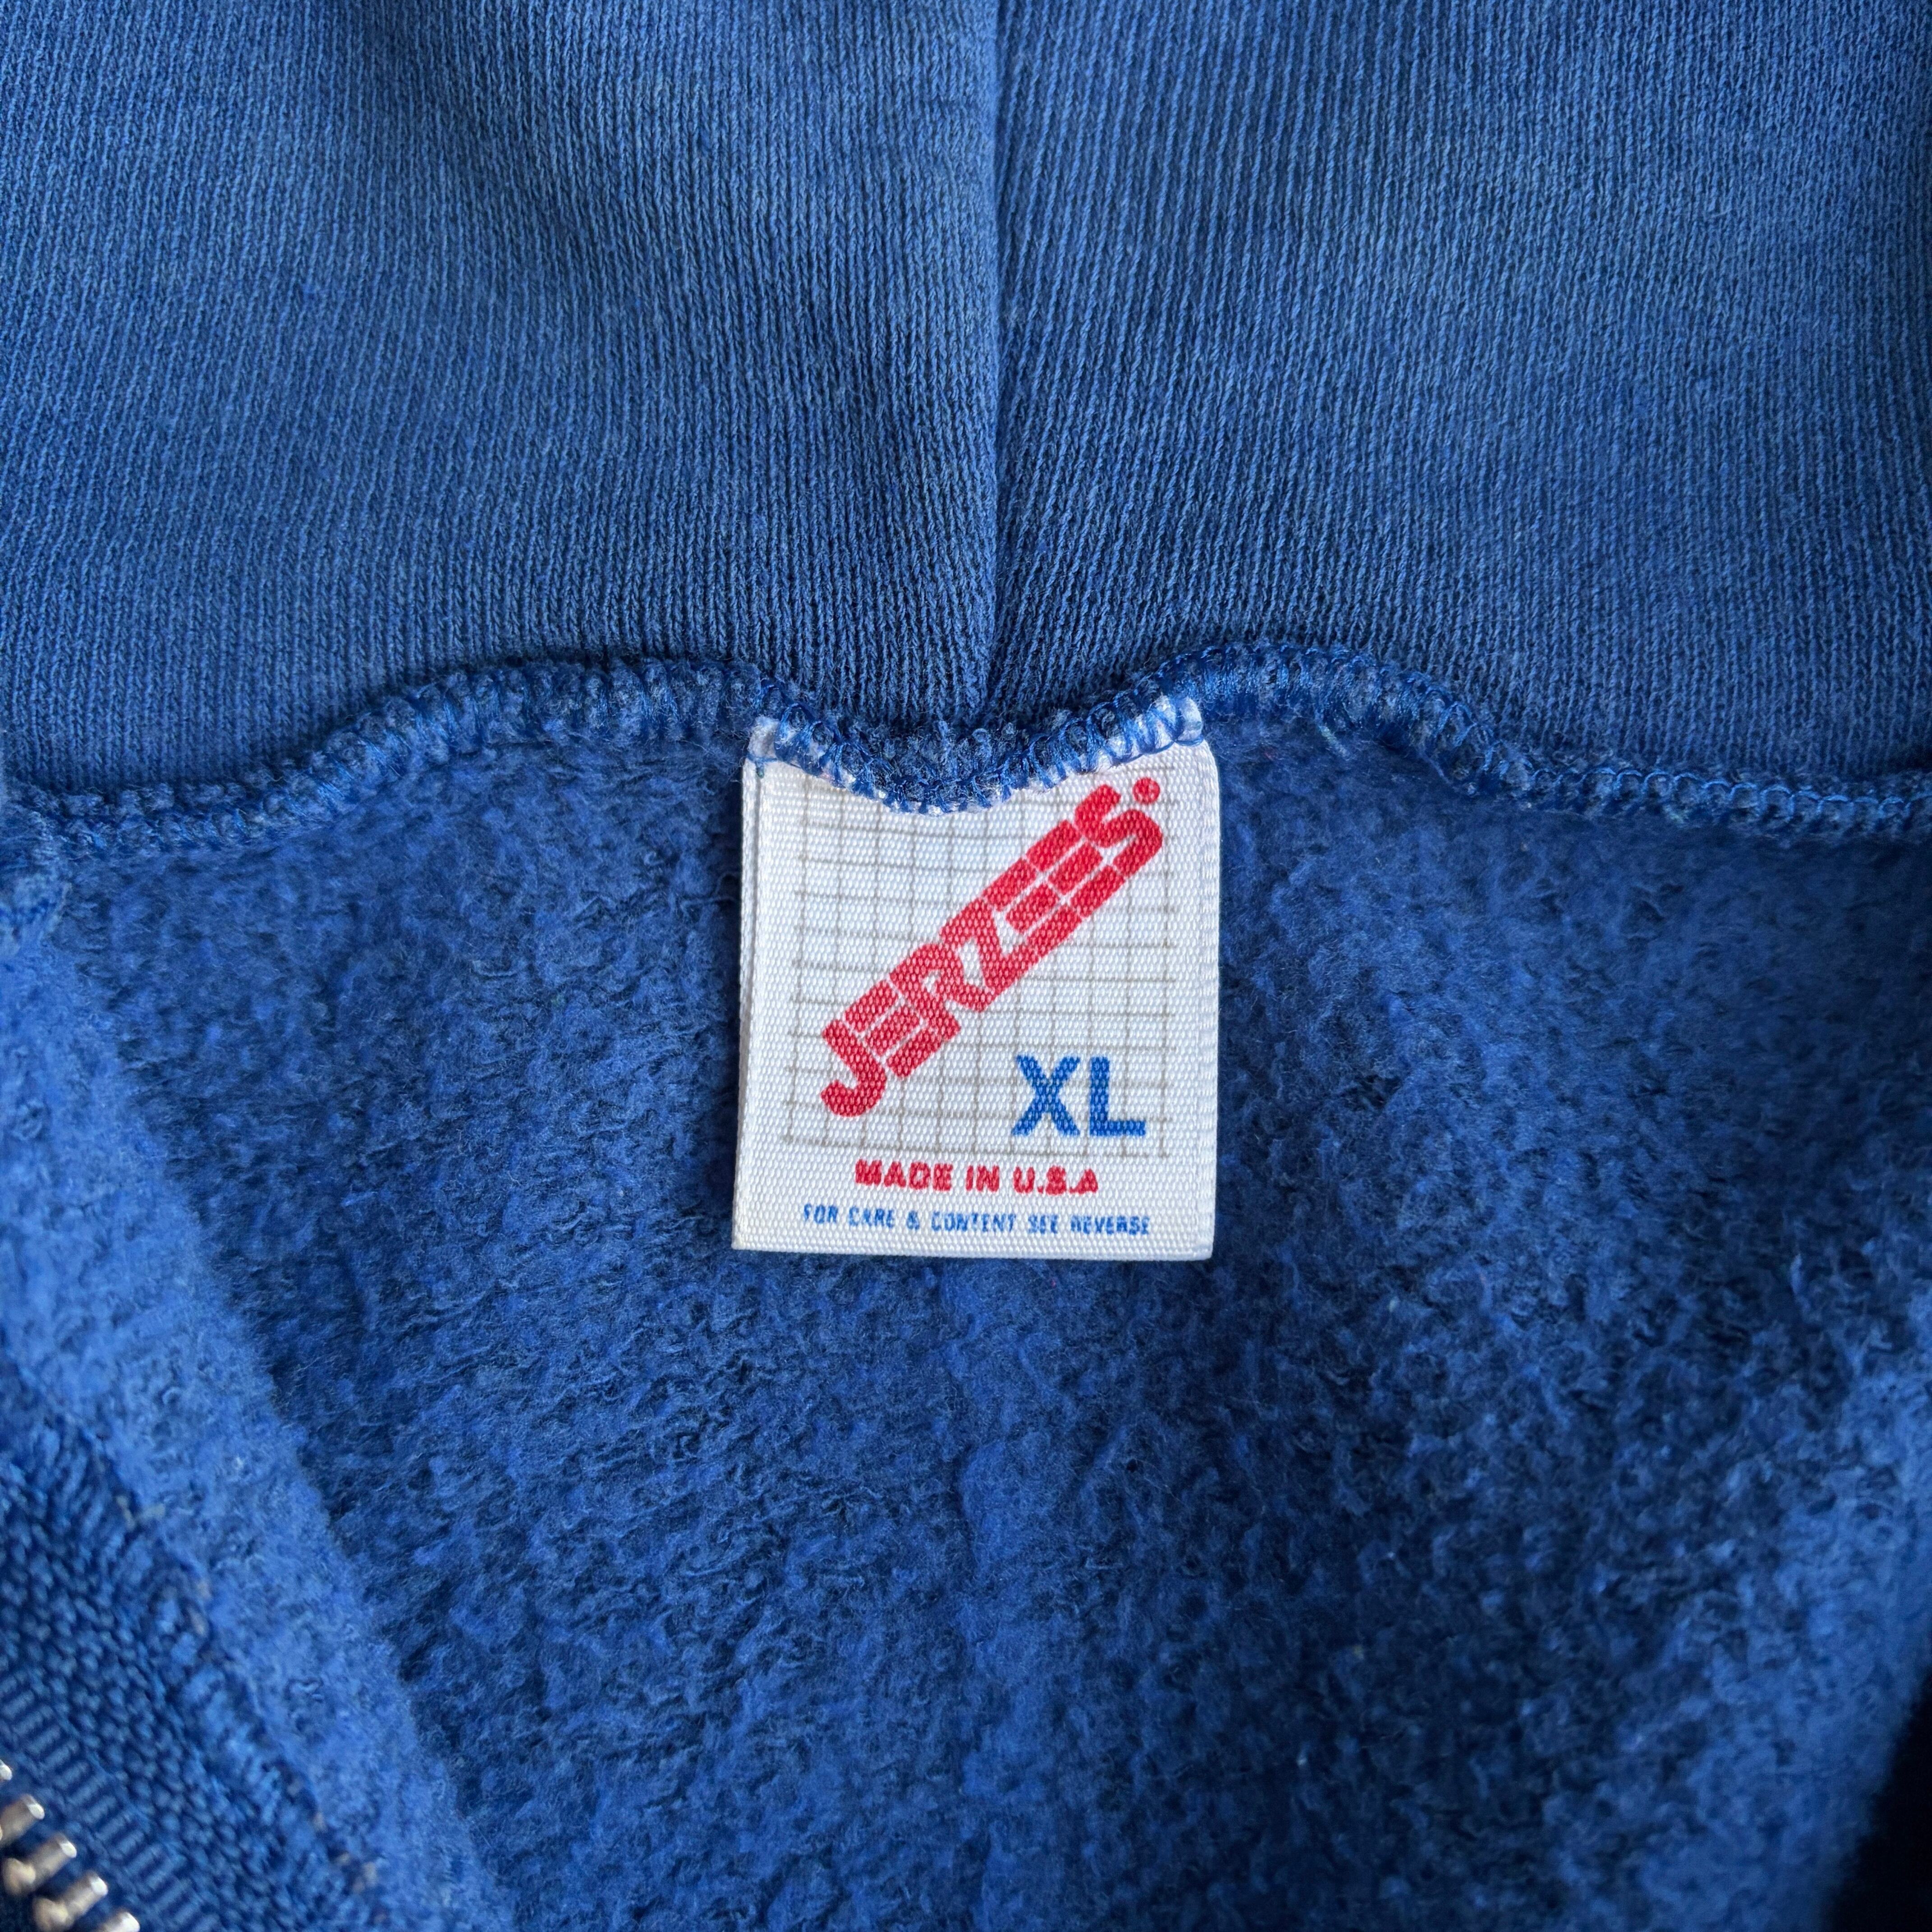 JERZEES.
XL
MADE IN U.S.A
FOR CARE & CONTENT SEE REVERSE